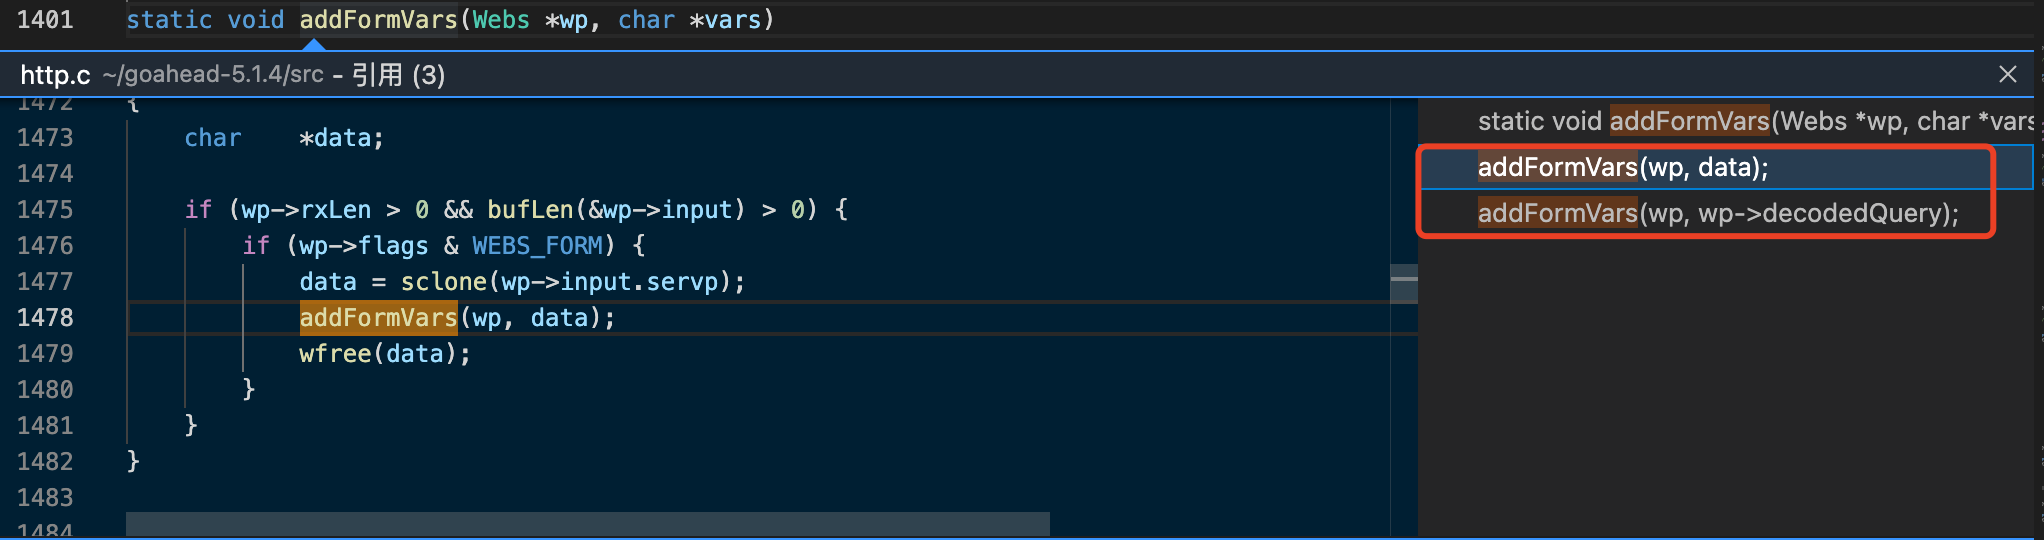 1401 static void addFormVars(Webs *wp, char *vars)
http.c ~/goahead-5.1.4/src - 引用 (3)
1472 {
1473 char *data;
1474
1475 if (wp->rxLen > 0 && bufLen(&wp->input) > 0) {
1476 if (wp->flags & WEBS_FORM) {
1477 data = sclone(wp->input.servp);
1478 addFormVars(wp, data);
1479 wfree(data);
1480 }
1481 }
1482 }
1483
1484
static void addFormVars(Webs *wp, char *vars
addFormVars(wp, data);
addFormVars(wp, wp->decodedQuery);